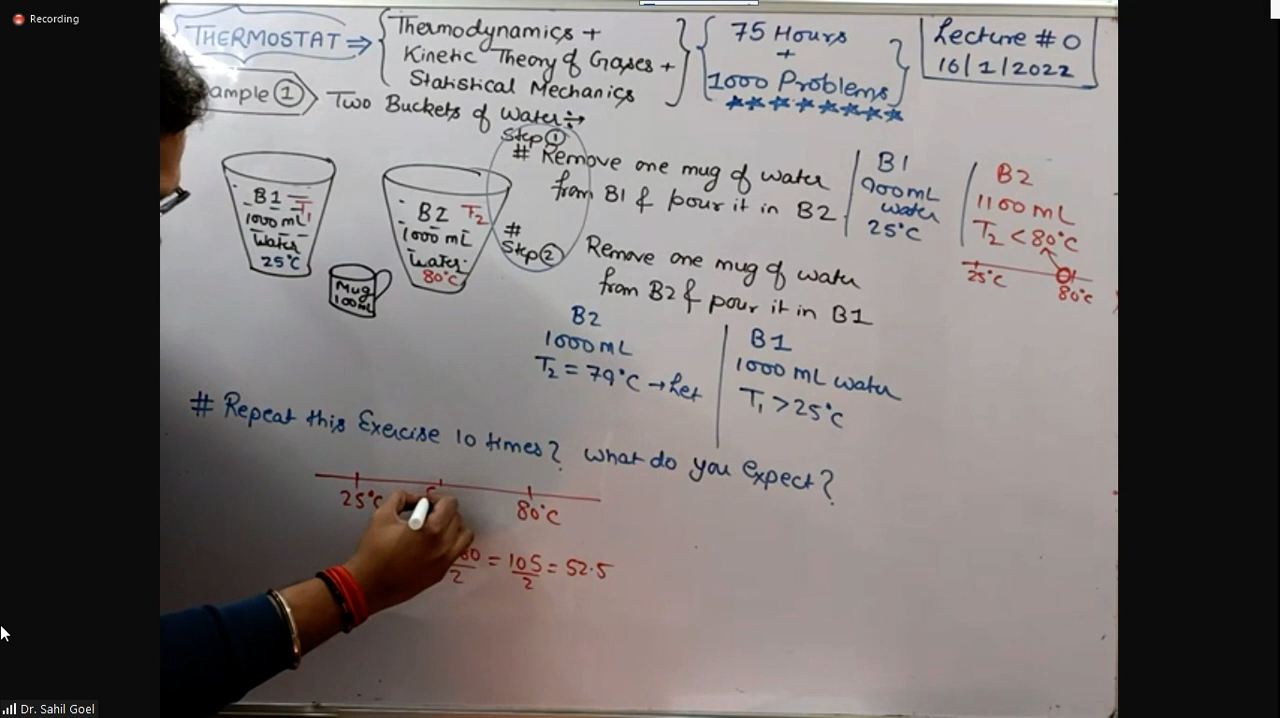 Recording
THERMOSTAT ⇒
Thermodynamics +
Kinetic Theory of Gases +
Statistical Mechanics
75 Hours
+
1000 Problems
Lecture # 0
16/1/2022
ample 1
Two Buckets of Water ÷→
Step 1
# Remove one mug of water
from B1 & pour it in B2
B1
900mL
water
25°C
B2
1100 mL
T2 < 80°C
25°C
80°C
B1
T1
1000 mL
Water
25°C
B2 T2
1000 mL
Water
80°C
Mug
100mL
#
Step 2
Remove one mug of water
from B2 & pour it in B1
B2
1000 mL
T2 = 79°C → let
B1
1000 mL water
T1 > 25°C
# Repeat this Exercise 10 times? What do you expect?
25°C
80°C
80/2 = 105/2 = 52.5
Dr. Sahil Goel